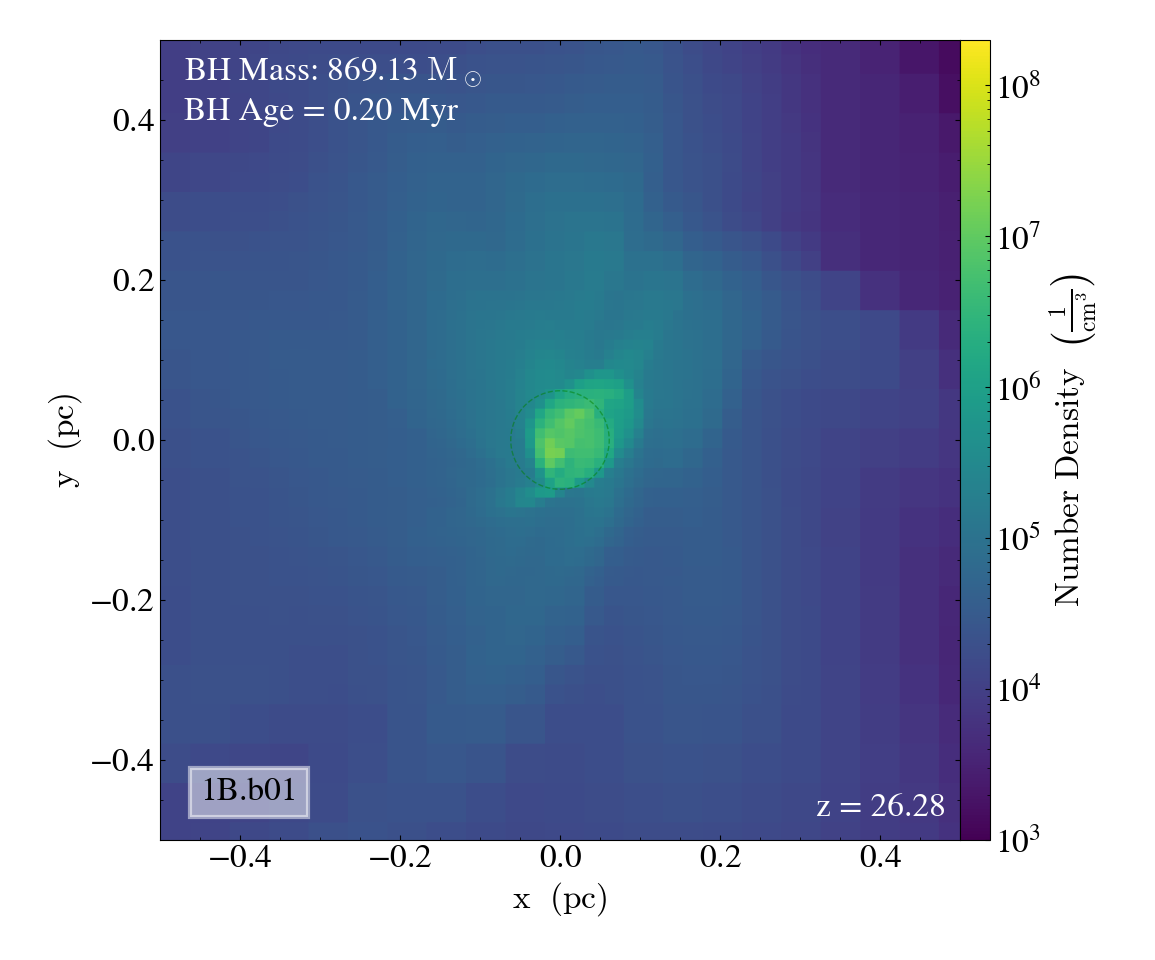 BH Mass: 869.13 M⊙
BH Age = 0.20 Myr
0.4
0.2
0.0
−0.2
−0.4
y (pc)
1B.b01
z = 26.28
−0.4 −0.2 0.0 0.2 0.4
x (pc)
10⁸
10⁷
10⁶
10⁵
10⁴
10³
Number Density (1/cm³)